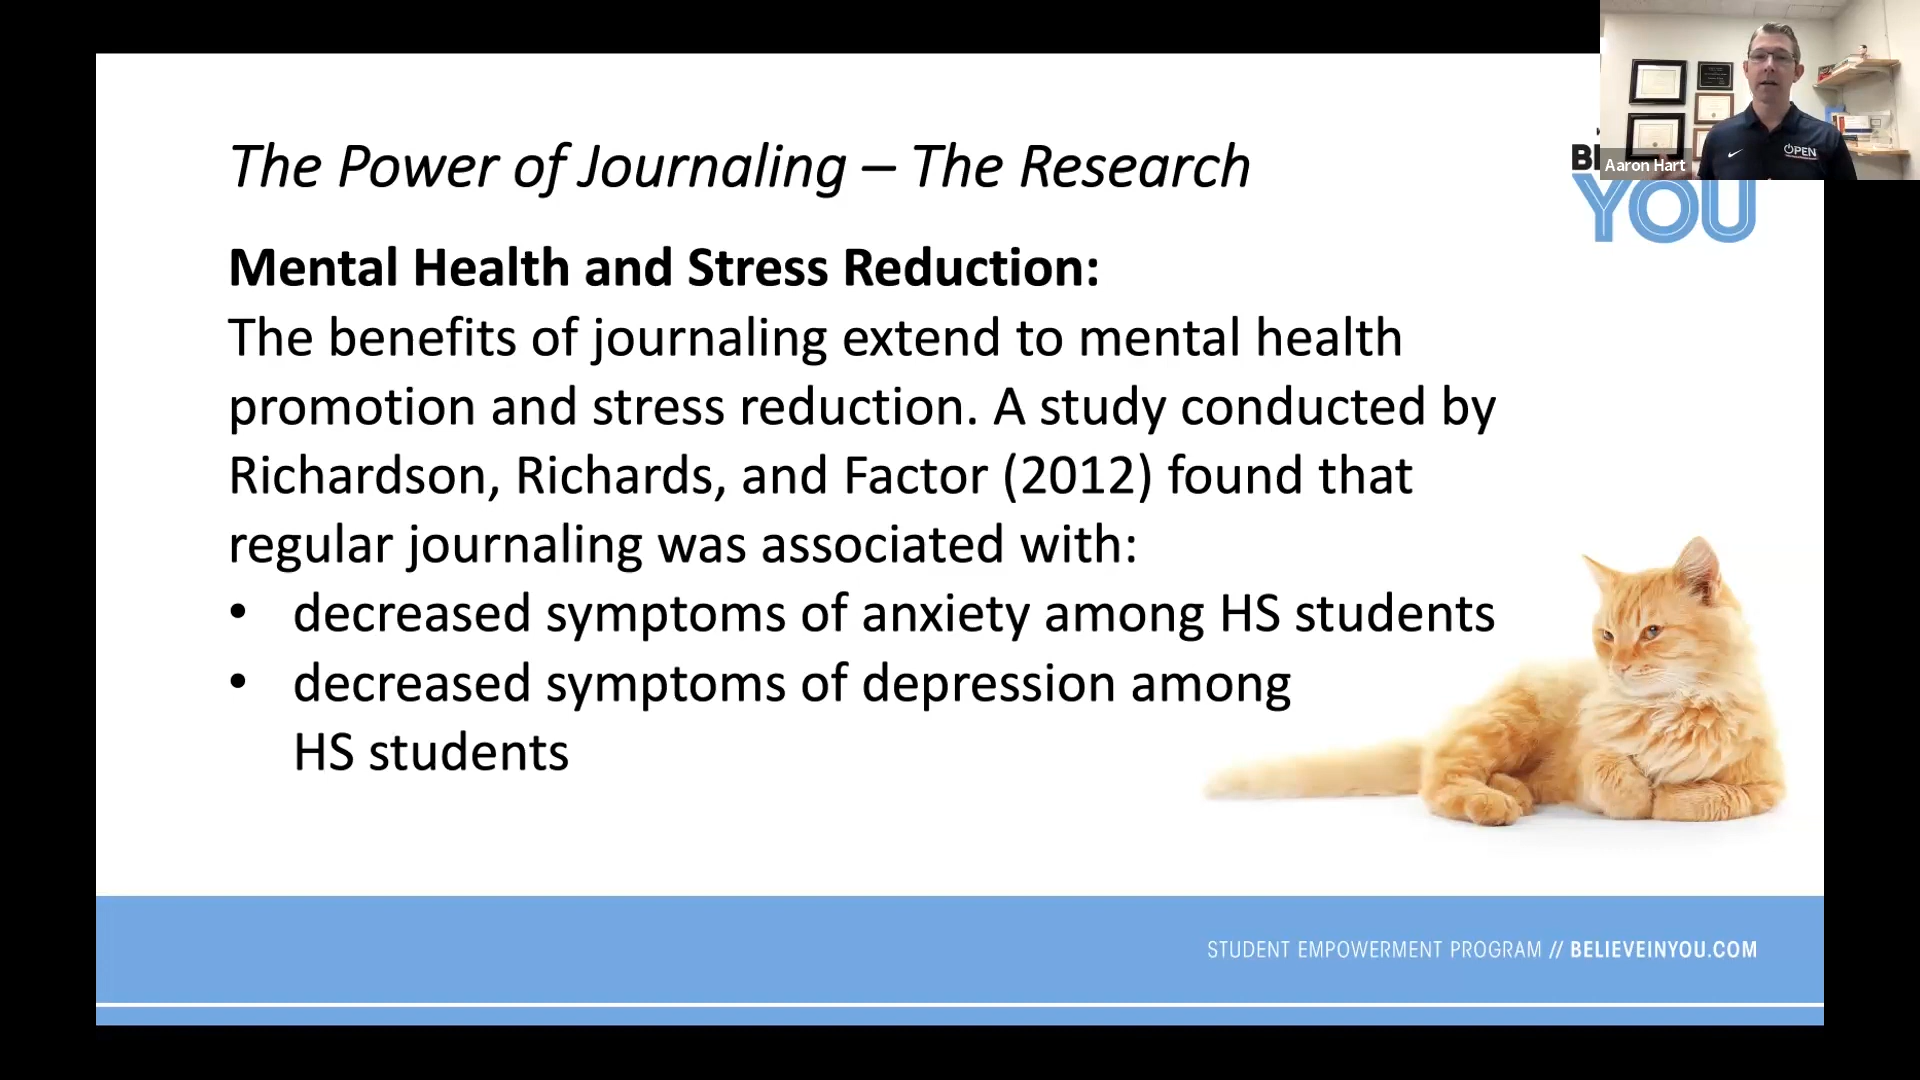 The Power of Journaling – The Research
Mental Health and Stress Reduction:
The benefits of journaling extend to mental health
promotion and stress reduction. A study conducted by
Richardson, Richards, and Factor (2012) found that
regular journaling was associated with:
• decreased symptoms of anxiety among HS students
• decreased symptoms of depression among
HS students
YOU
OPEN
Aaron Hart
STUDENT EMPOWERMENT PROGRAM // BELIEVEINYOU.COM